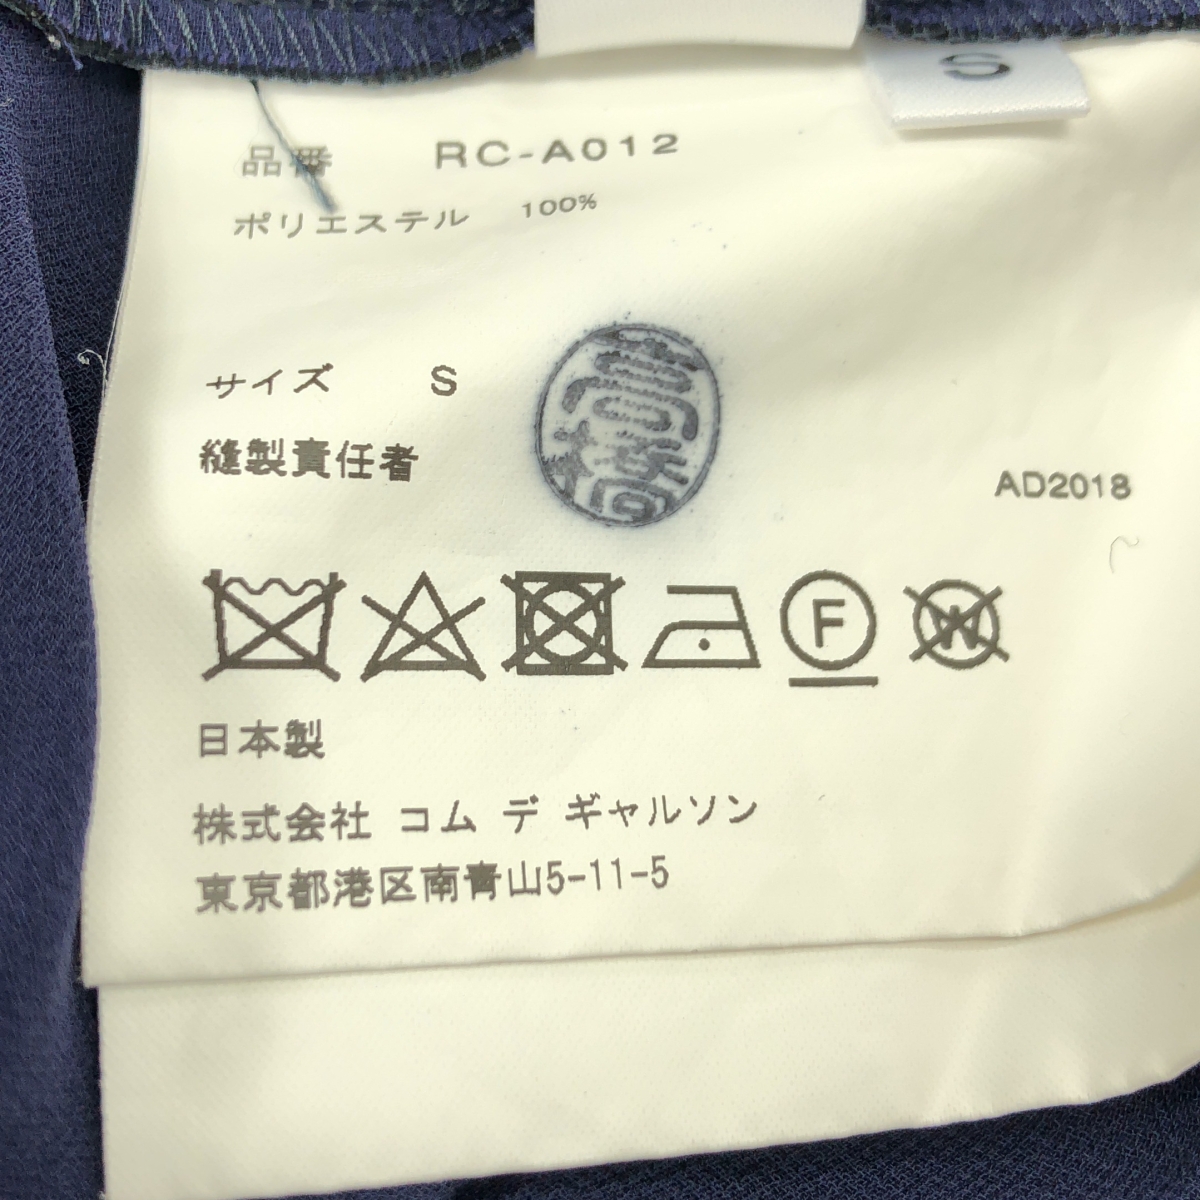 S
品番 RC-A012
ポリエステル 100%
サイズ S
縫製責任者
高橋
AD2018
F
W
日本製
株式会社 コム デ ギャルソン
東京都港区南青山5-11-5